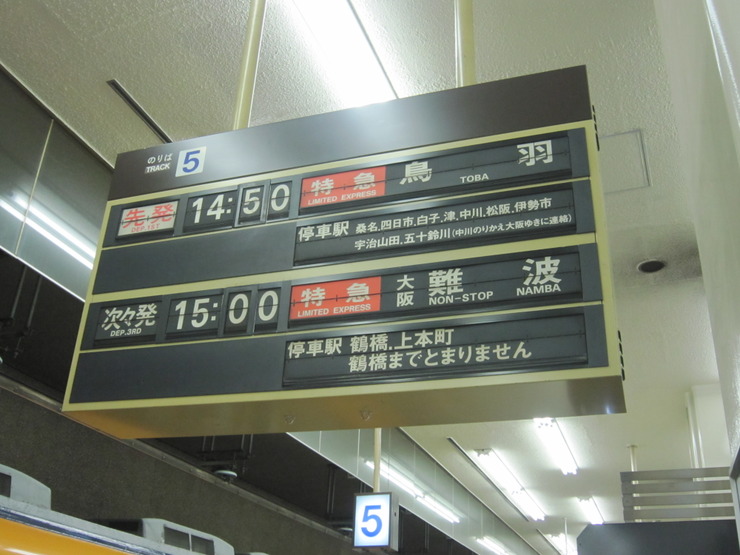 のりば
TRACK 5
先発 14:50 特急 鳥羽
DEP.1ST LIMITED EXPRESS TOBA
停車駅 桑名.四日市.白子.津.中川.松阪.伊勢市
宇治山田.五十鈴川(中川のりかえ大阪ゆきに連絡)
次々発 15:00 特急 大阪難波
DEP.3RD LIMITED EXPRESS NON-STOP NAMBA
停車駅 鶴橋.上本町
鶴橋までとまりません
5